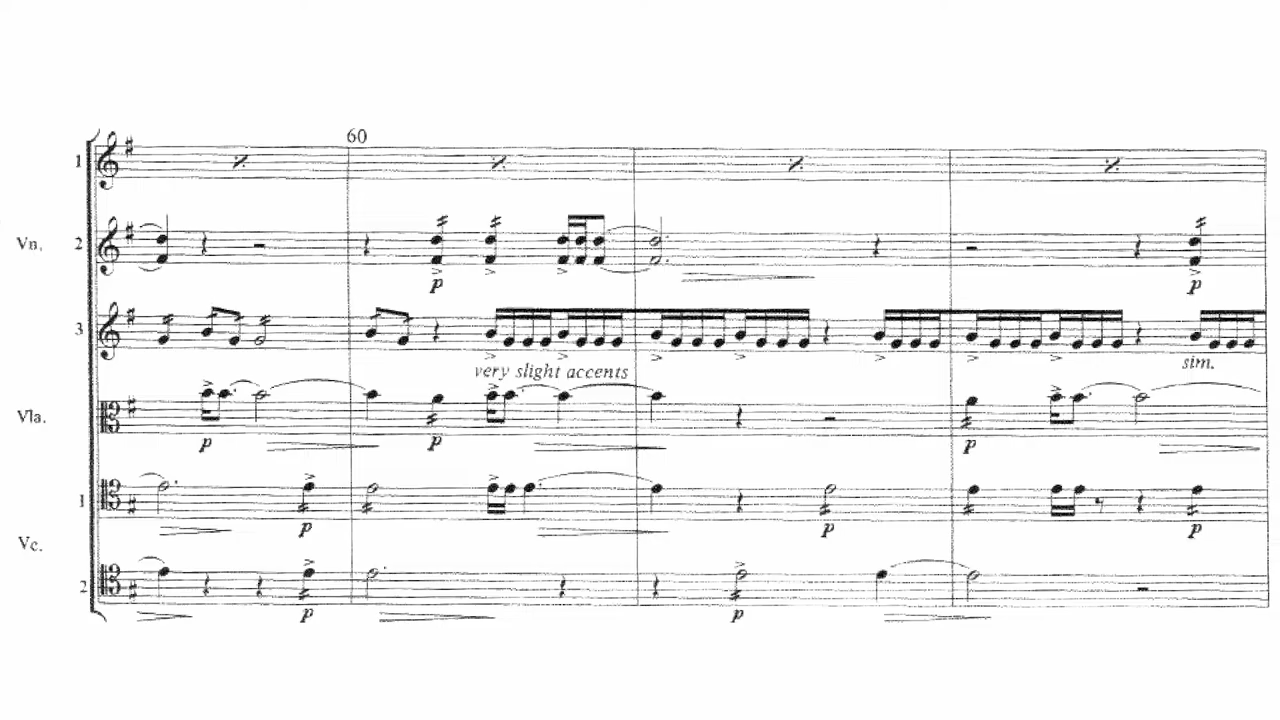 60
1
Vn. 2
p p
3
very slight accents sim.
Vla.
p p p
1
p p p
Vc.
2
p p